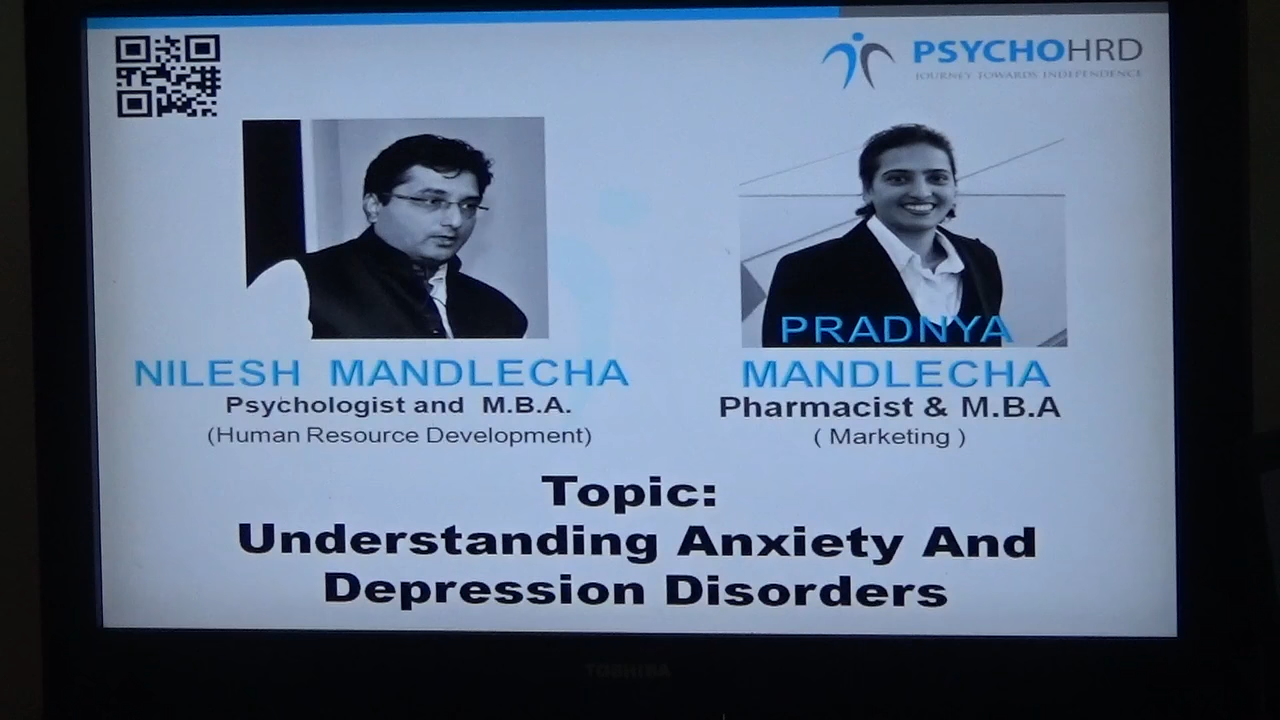 PSYCHOHRD
JOURNEY TOWARDS INDEPENDENCE
NILESH MANDLECHA
Psychologist and M.B.A.
(Human Resource Development)
PRADNYA
MANDLECHA
Pharmacist & M.B.A
( Marketing )
Topic:
Understanding Anxiety And
Depression Disorders
TOSHIBA